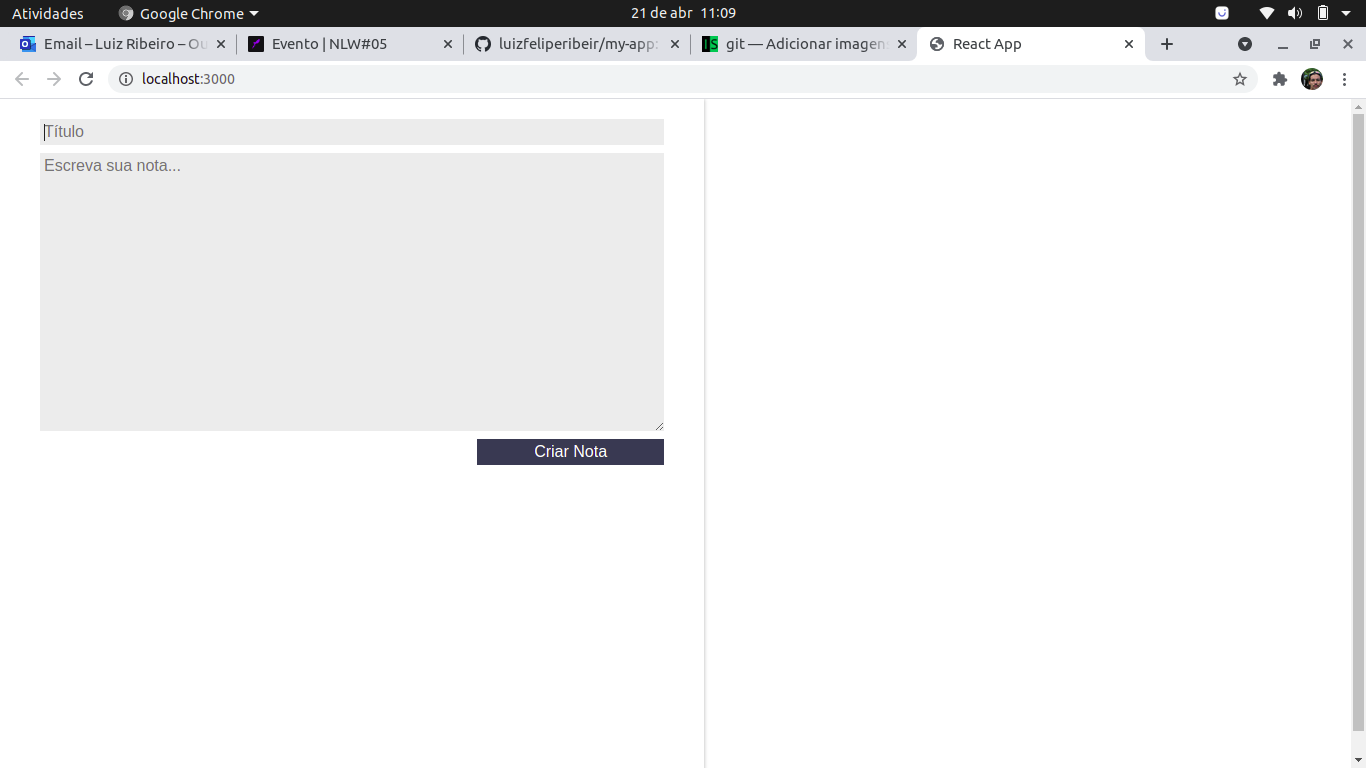 Atividades Google Chrome 21 de abr 11:09
Email – Luiz Ribeiro – Ou Evento | NLW#05 luizfeliperibeir/my-app: git — Adicionar imagens React App
localhost:3000
Título
Escreva sua nota...
Criar Nota